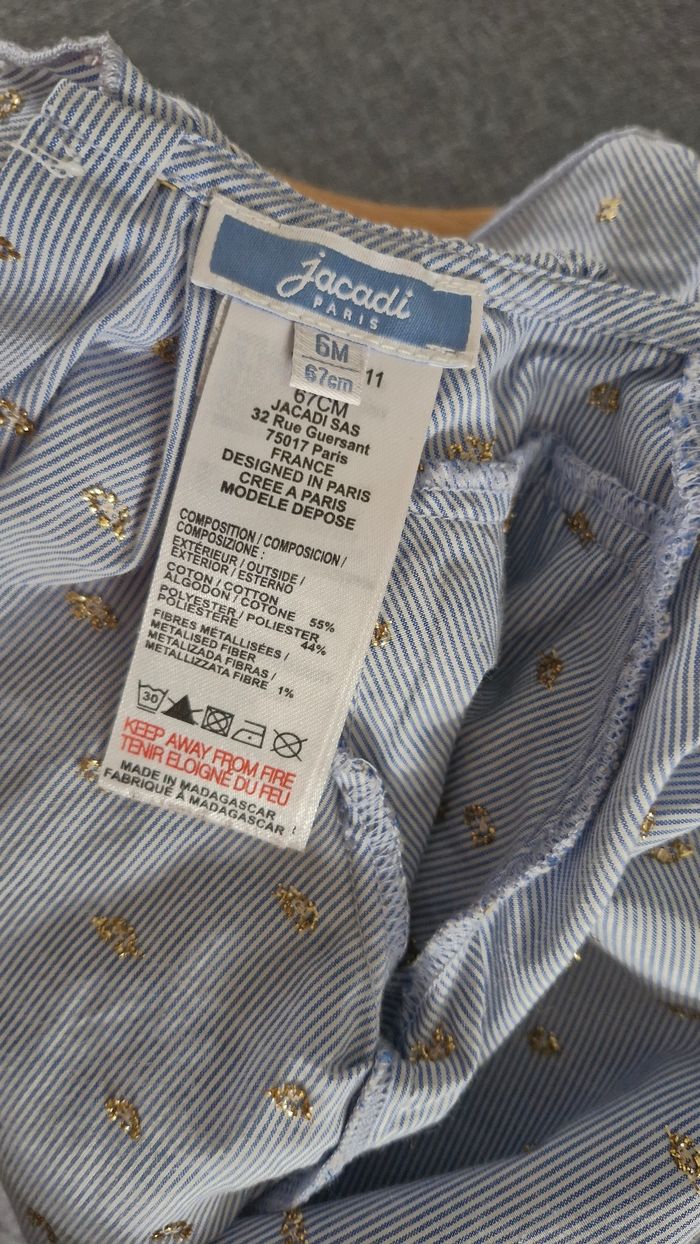 jacadi
PARIS
6M
67cm
11
67CM
JACADI SAS
32 Rue Guersant
75017 Paris
FRANCE
DESIGNED IN PARIS
CREE A PARIS
MODELE DEPOSE
COMPOSITION / COMPOSICION /
COMPOSIZIONE :
EXTERIEUR / OUTSIDE /
EXTERIOR / ESTERNO
COTON / COTTON
ALGODON / COTONE 55%
POLYESTER / POLIESTER
POLIESTERE 44%
FIBRES METALLISÉES /
METALISED FIBER
METALIZADA FIBRAS /
METALLIZZATA FIBRE 1%
30
KEEP AWAY FROM FIRE
TENIR ELOIGNÉ DU FEU
MADE IN MADAGASCAR
FABRIQUÉ À MADAGASCAR